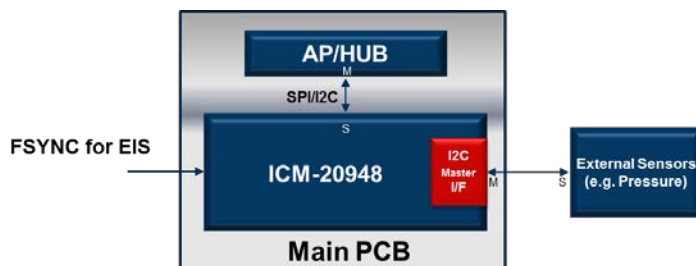 AP/HUB
M
SPI/I2C
S
FSYNC for EIS
ICM-20948
I2C
Master
I/F
M
S
External Sensors
(e.g. Pressure)
Main PCB